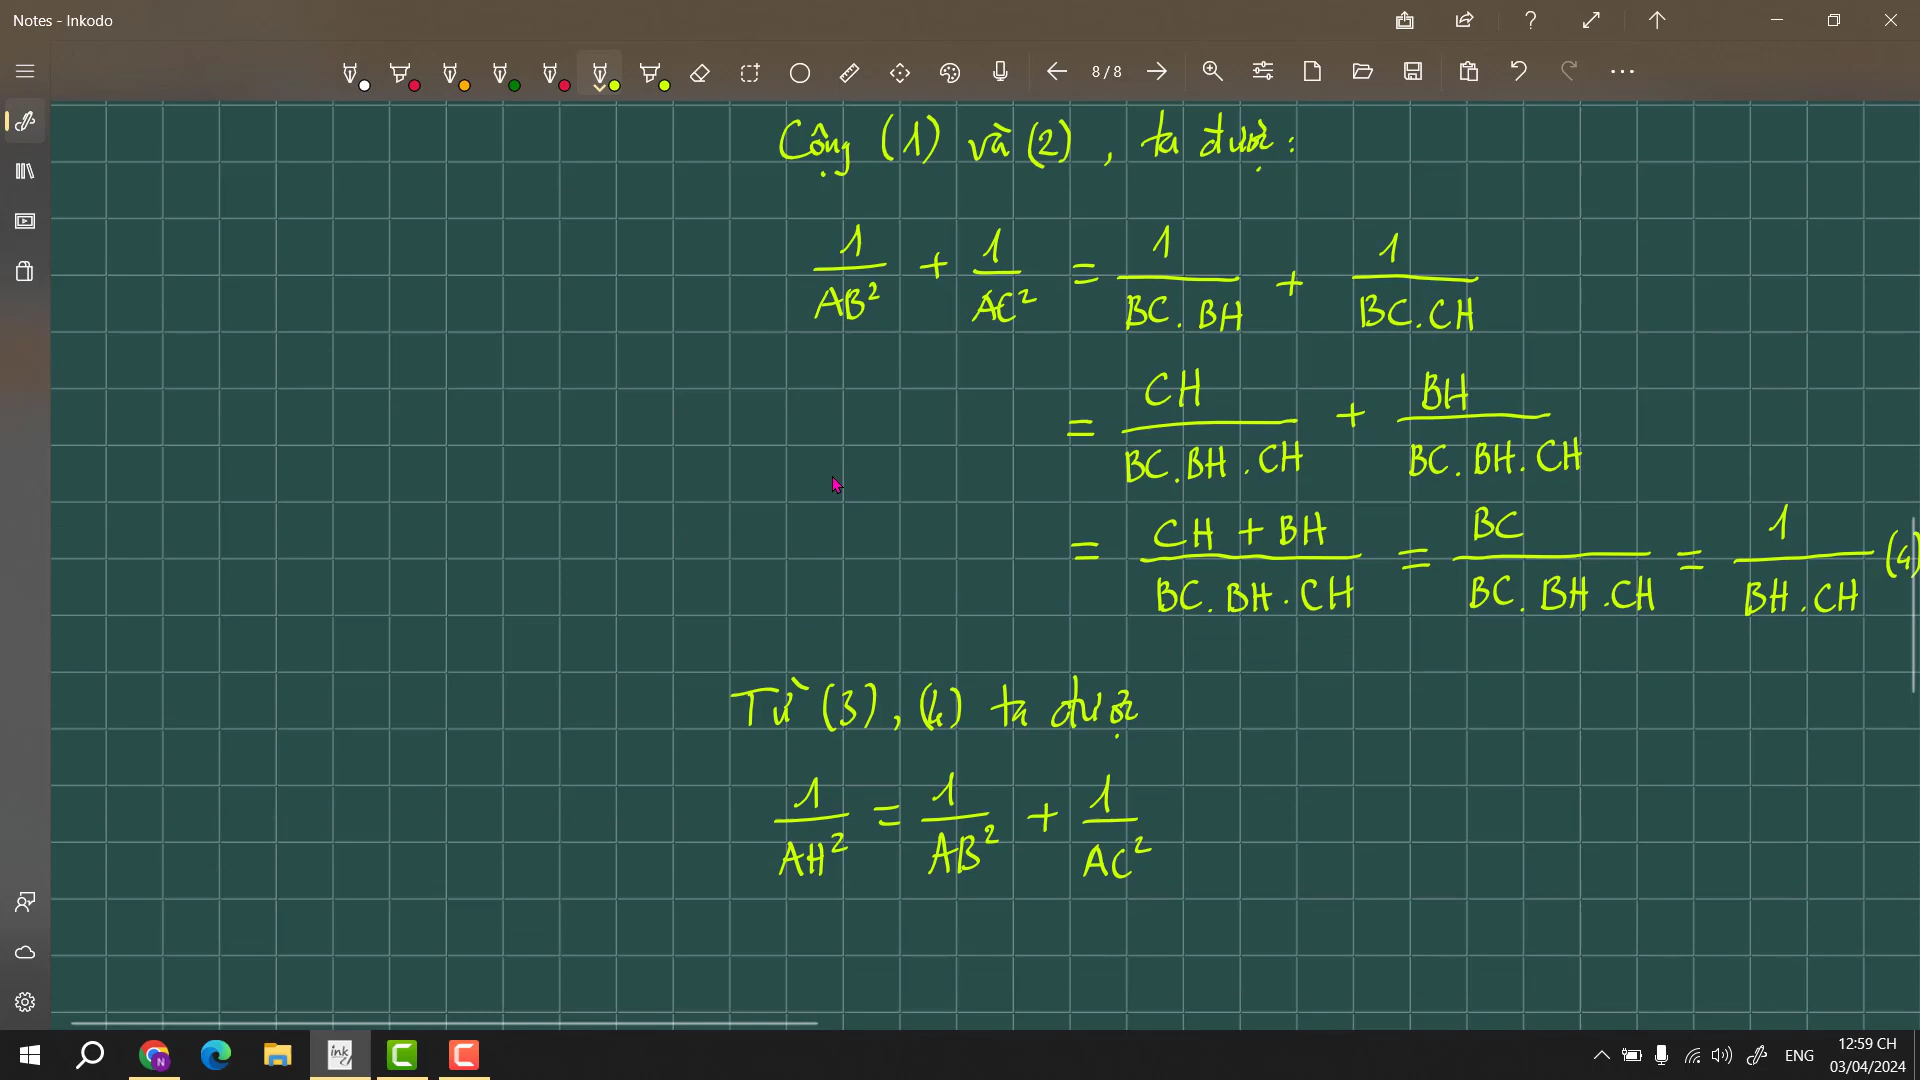 Notes - Inkodo
8 / 8
Cộng (1) và (2), ta được:
1/AB² + 1/AC² = 1/BC.BH + 1/BC.CH
= CH/BC.BH.CH + BH/BC.BH.CH
= CH + BH/BC.BH.CH = BC/BC.BH.CH = 1/BH.CH (4)
Từ (3), (4) ta được
1/AH² = 1/AB² + 1/AC²
ink
ENG
12:59 CH
03/04/2024